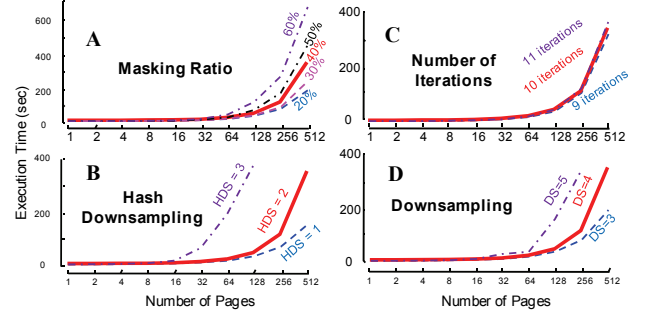 A
Masking Ratio
600
400
200
0
60%
50%
40%
30%
20%
1 2 4 8 16 32 64 128 256 512
C
Number of
Iterations
400
200
0
11 iterations
10 iterations
9 iterations
1 2 4 8 16 32 64 128 256 512
Execution Time (sec)
B
Hash
Downsampling
400
200
0
HDS = 3
HDS = 2
HDS = 1
1 2 4 8 16 32 64 128 256 512
Number of Pages
D
Downsampling
400
200
0
DS=5
DS=4
DS=3
1 2 4 8 16 32 64 128 256 512
Number of Pages